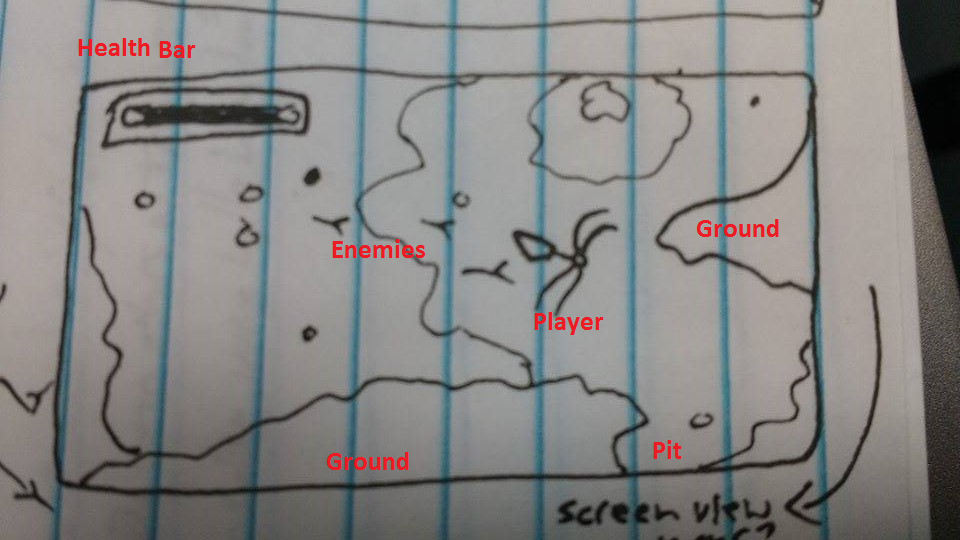 Health Bar
Ground
Enemies
Player
Ground
Pit
screen view